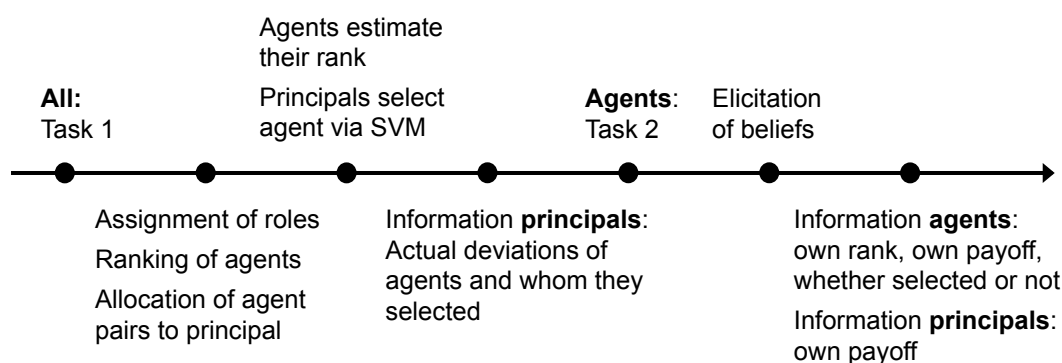 Agents estimate
their rank
Principals select
agent via SVM
All:
Task 1
Agents:
Task 2
Elicitation
of beliefs
Assignment of roles
Ranking of agents
Allocation of agent
pairs to principal
Information principals:
Actual deviations of
agents and whom they
selected
Information agents:
own rank, own payoff,
whether selected or not
Information principals:
own payoff